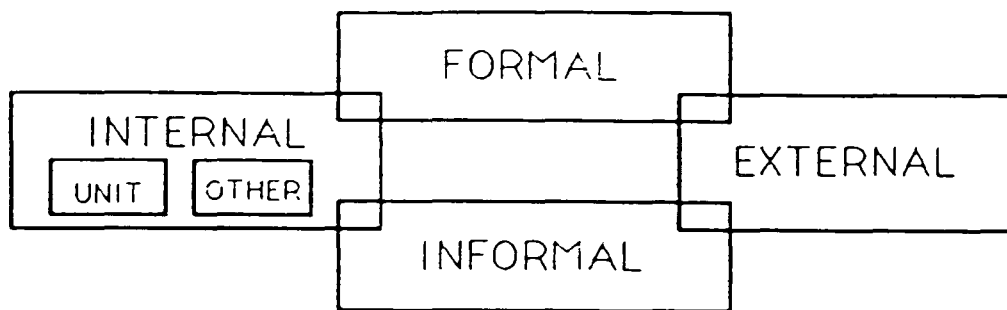 FORMAL
INTERNAL
EXTERNAL
UNIT OTHER
INFORMAL